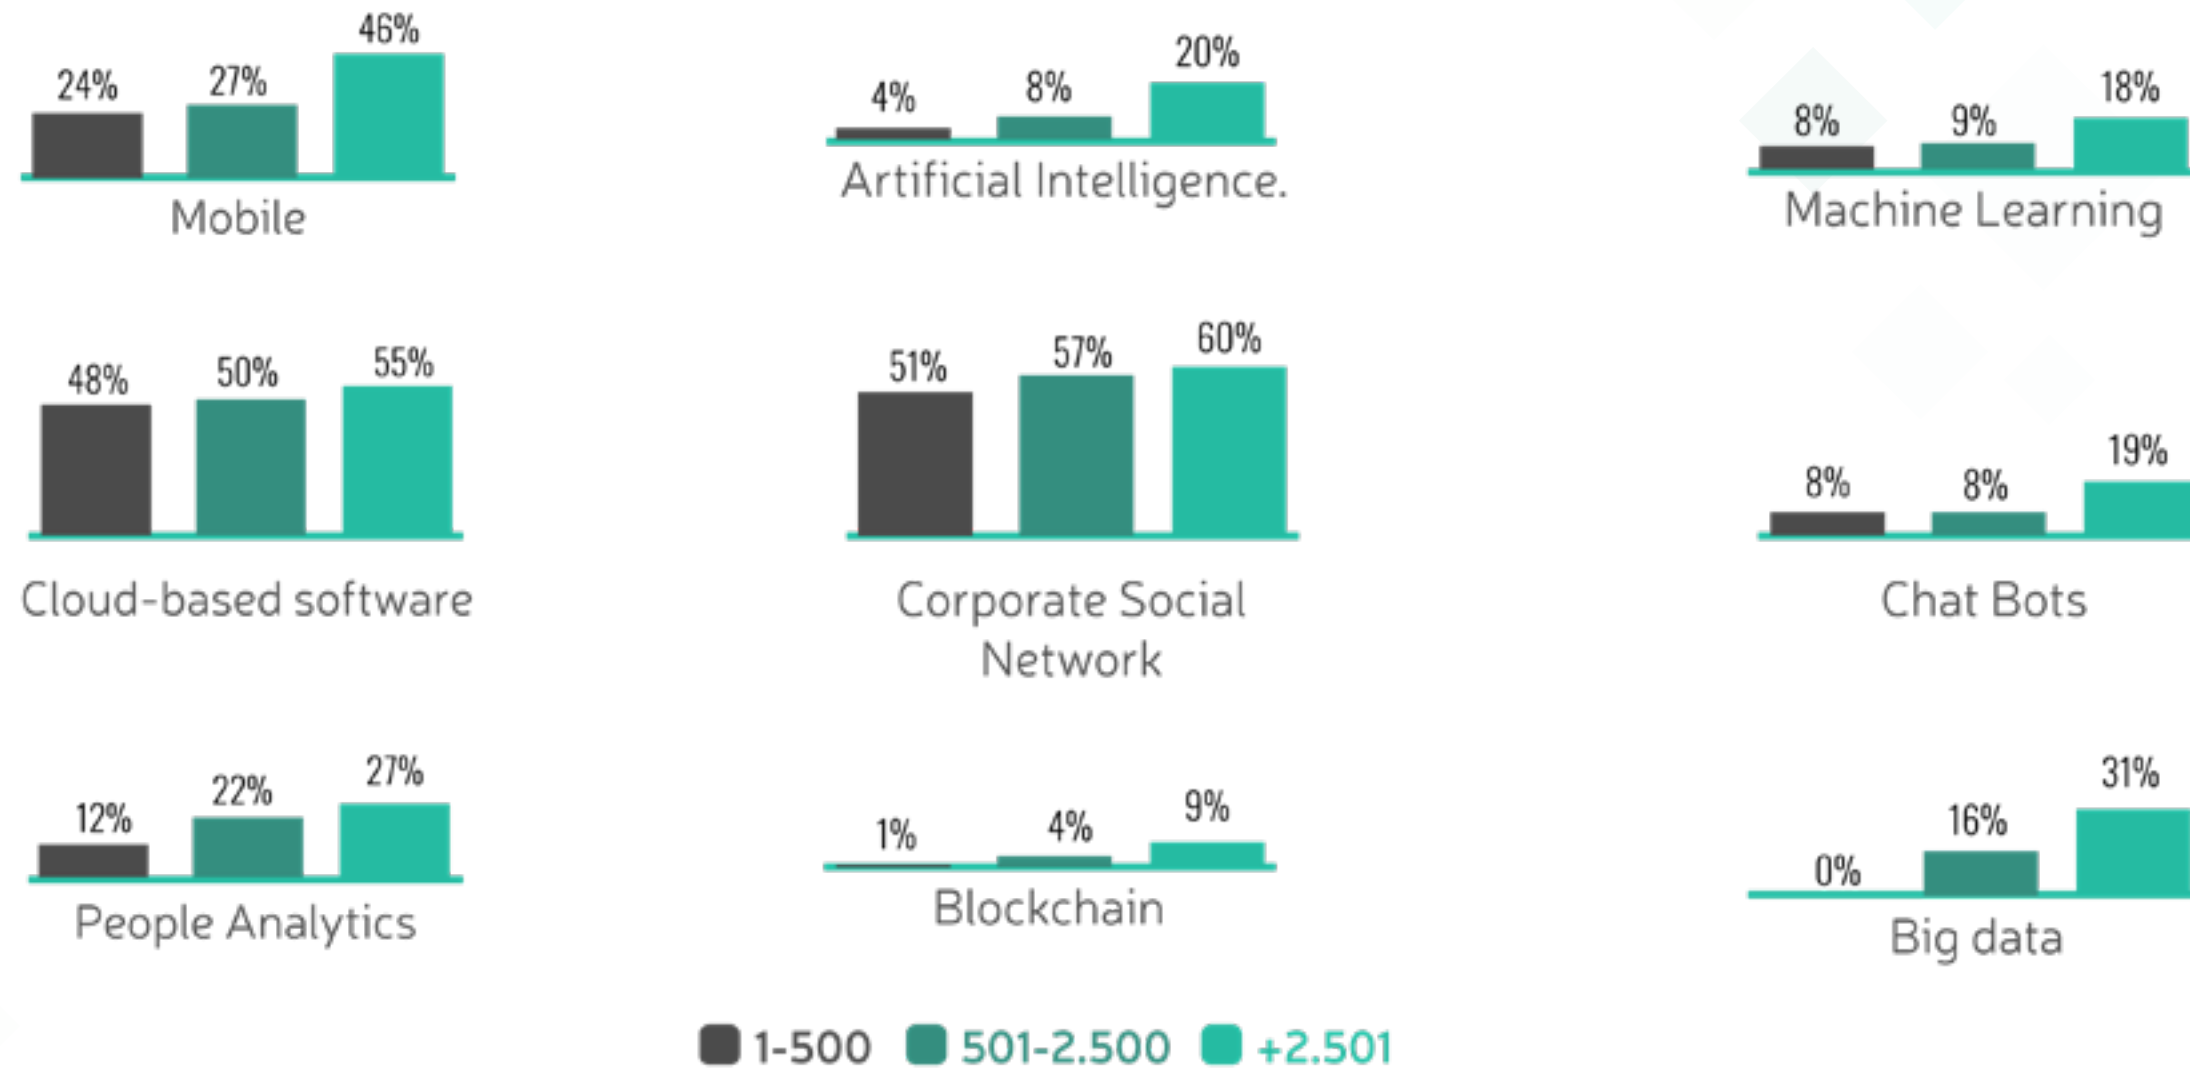 24% 27% 46%
Mobile
4% 8% 20%
Artificial Intelligence.
8% 9% 18%
Machine Learning
48% 50% 55%
Cloud-based software
51% 57% 60%
Corporate Social
Network
8% 8% 19%
Chat Bots
12% 22% 27%
People Analytics
1% 4% 9%
Blockchain
0% 16% 31%
Big data
1-500 501-2.500 +2.501